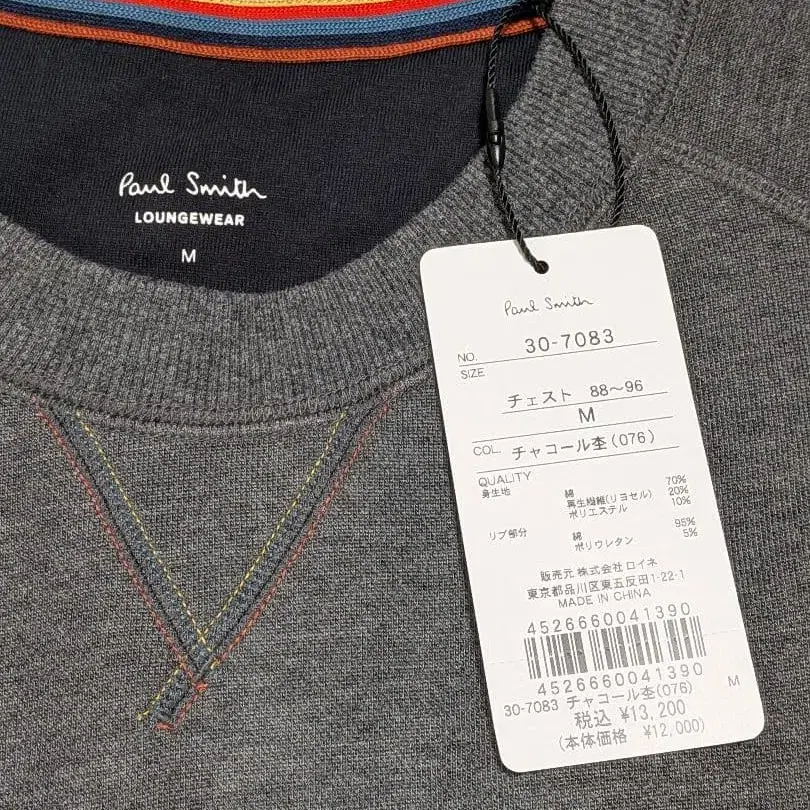 Paul Smith
LOUNGEWEAR
M
Paul Smith
NO. 30-7083
SIZE
チェスト 88〜96
M
COL. チャコール杢(076)
QUALITY
身生地 綿 70%
再生繊維(リヨセル) 20%
ポリエステル 10%
リブ部分 綿 95%
ポリウレタン 5%
販売元 株式会社 ロイネ
東京都品川区東五反田1-22-1
MADE IN CHINA
4526660041390
4526660041390
30-7083 チャコール杢(076) M
税込 ¥13,200
(本体価格 ¥12,000)